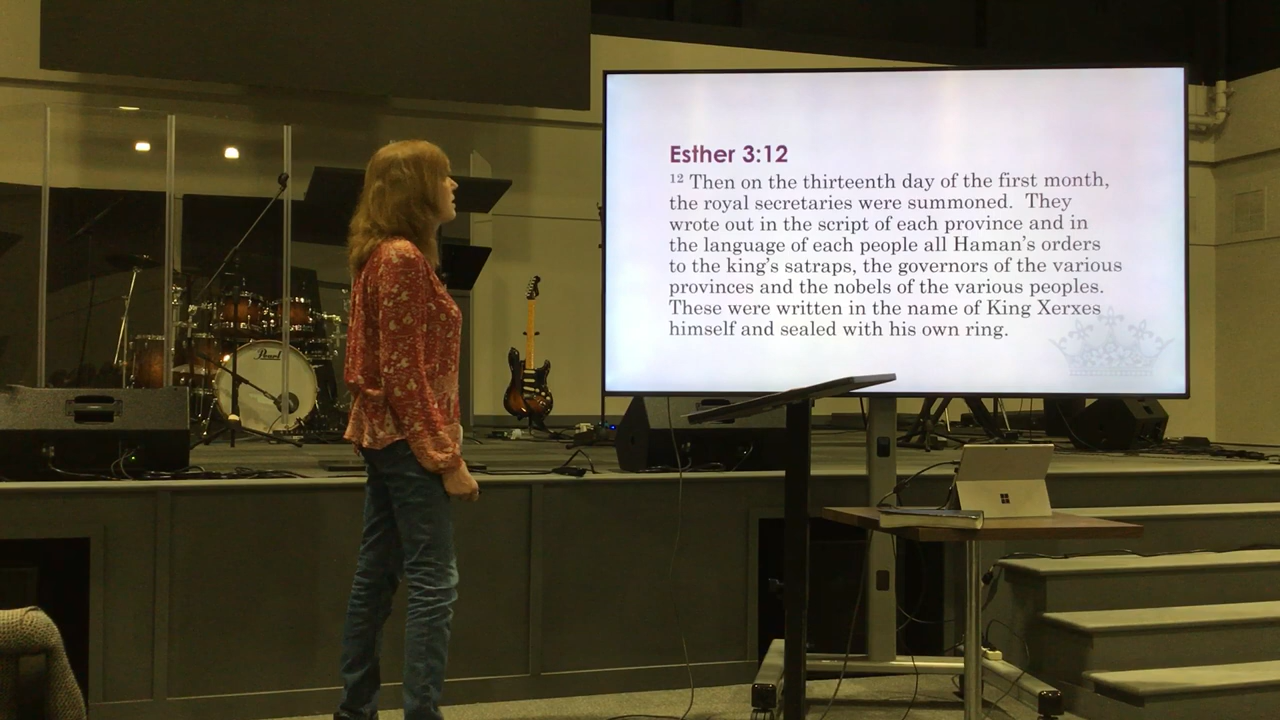 Esther 3:12
12 Then on the thirteenth day of the first month,
the royal secretaries were summoned.  They
wrote out in the script of each province and in
the language of each people all Haman's orders
to the king's satraps, the governors of the various
provinces and the nobels of the various peoples.
These were written in the name of King Xerxes
himself and sealed with his own ring.
Pearl